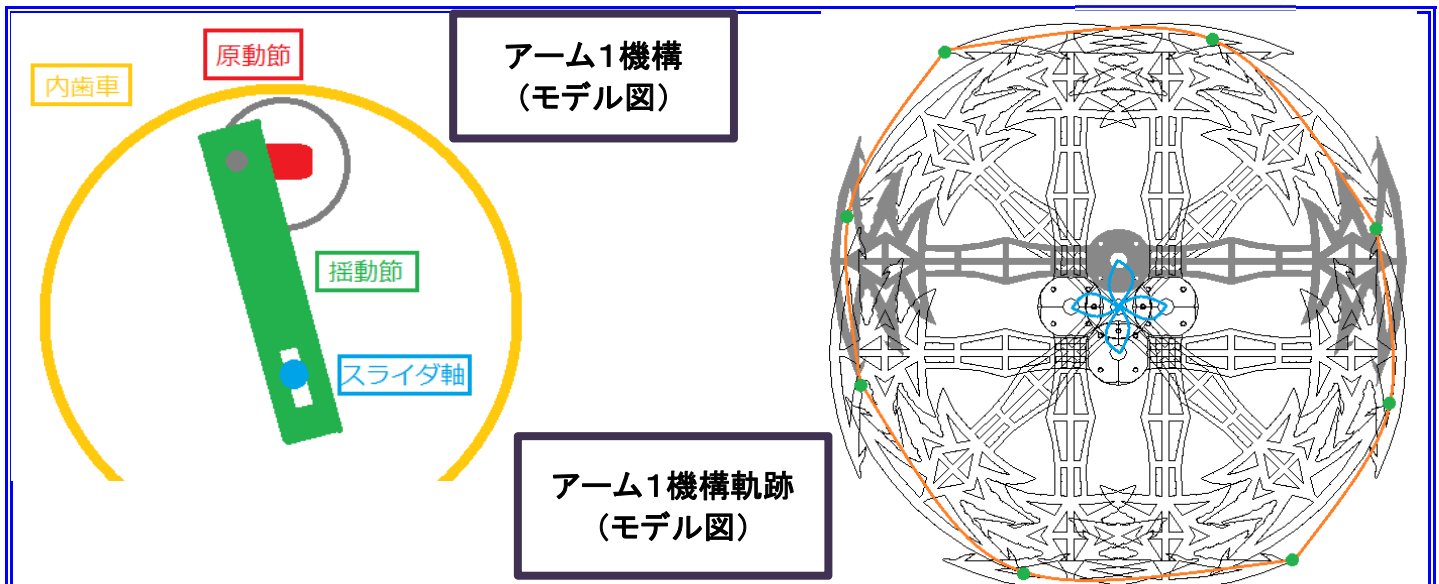 原動節
内歯車
アーム1機構
(モデル図)
揺動節
スライダ軸
アーム1機構軌跡
(モデル図)